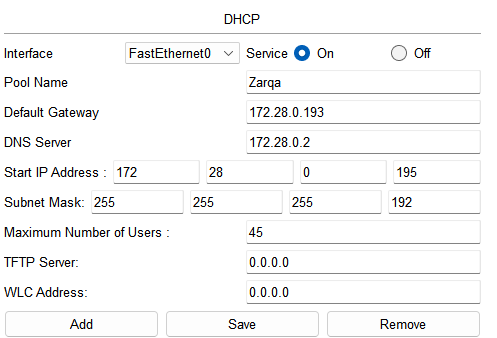 DHCP
Interface FastEthernet0 Service On Off
Pool Name Zarqa
Default Gateway 172.28.0.193
DNS Server 172.28.0.2
Start IP Address : 172 28 0 195
Subnet Mask: 255 255 255 192
Maximum Number of Users : 45
TFTP Server: 0.0.0.0
WLC Address: 0.0.0.0
Add Save Remove